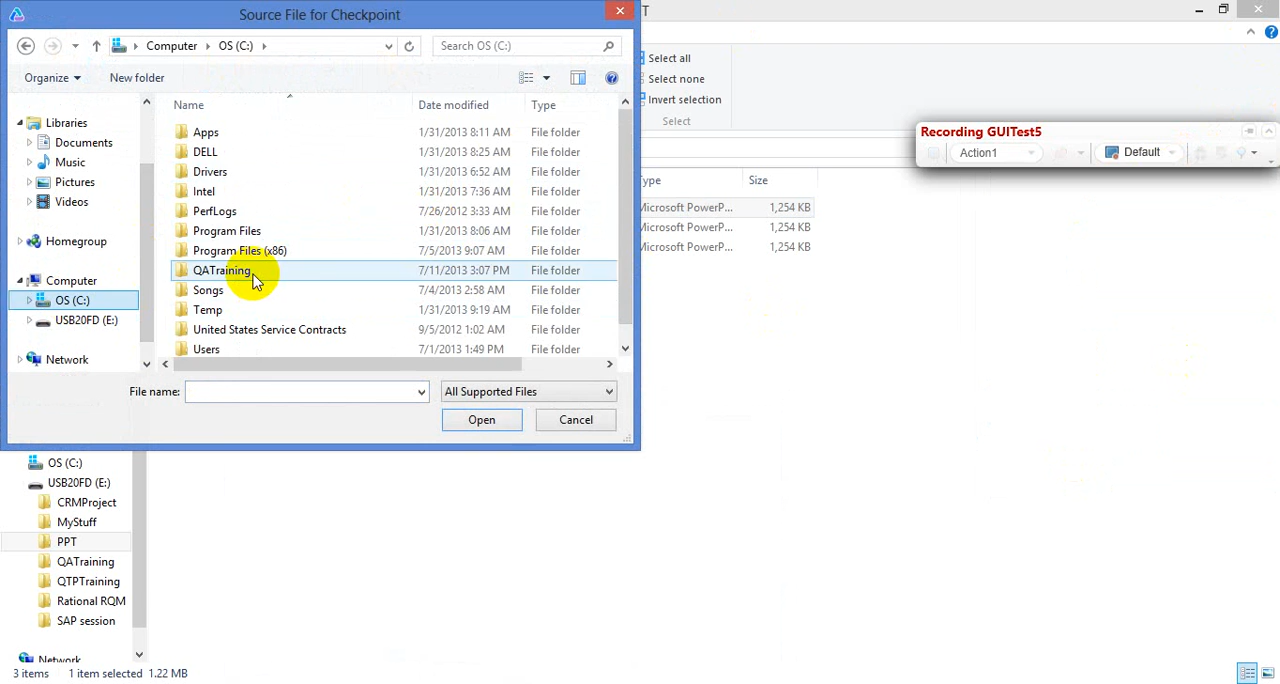 Source File for Checkpoint
T
Computer OS (C:)
Search OS (C:)
Select all
Organize
New folder
Select none
Invert selection
Select
Name
Date modified
Type
Libraries
Documents
Music
Pictures
Videos
Homegroup
Computer
OS (C:)
USB20FD (E:)
Network
Apps 1/31/2013 8:11 AM File folder
DELL 1/31/2013 8:25 AM File folder
Drivers 1/31/2013 6:52 AM File folder
Intel 1/31/2013 7:36 AM File folder
PerfLogs 7/26/2012 3:33 AM File folder
Program Files 1/31/2013 8:06 AM File folder
Program Files (x86) 7/5/2013 9:07 AM File folder
QATraining 7/11/2013 3:07 PM File folder
Songs 7/4/2013 2:58 AM File folder
Temp 1/31/2013 9:19 AM File folder
United States Service Contracts 9/5/2012 1:02 AM File folder
Users 7/1/2013 1:49 PM File folder
File name:
All Supported Files
Open
Cancel
Recording GUITest5
Action1
Default
Type
Size
Microsoft PowerP... 1,254 KB
Microsoft PowerP... 1,254 KB
Microsoft PowerP... 1,254 KB
OS (C:)
USB20FD (E:)
CRMProject
MyStuff
PPT
QATraining
QTPTraining
Rational RQM
SAP session
Network
3 items 1 item selected 1.22 MB